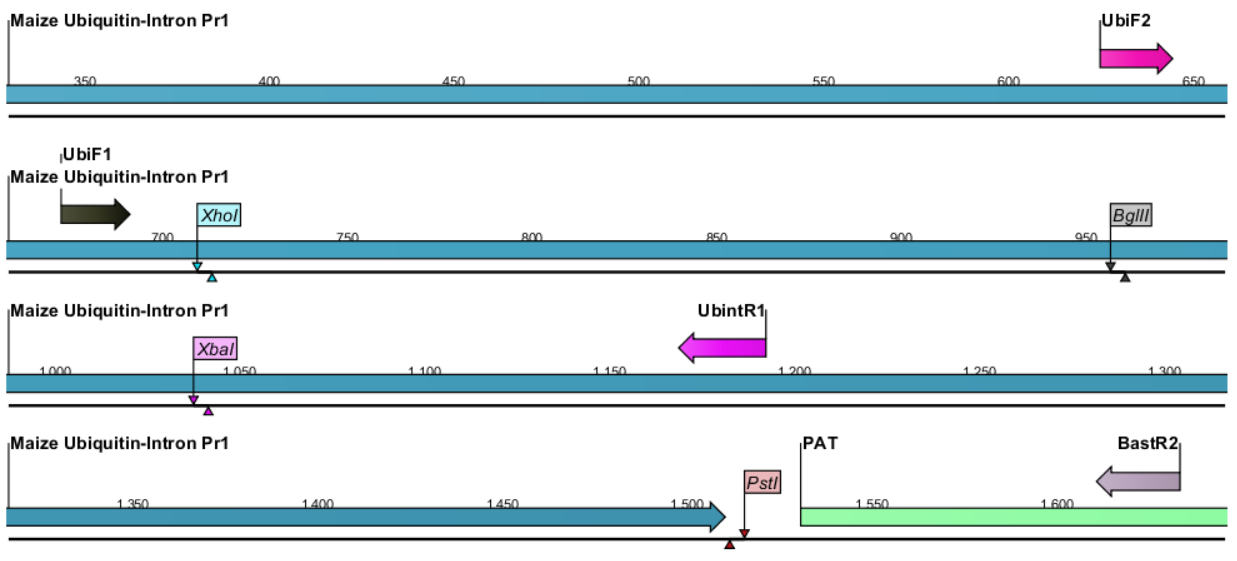 Maize Ubiquitin-Intron Pr1 UbiF2
350 400 450 500 550 600 650
UbiF1
Maize Ubiquitin-Intron Pr1
XhoI BglII
700 750 800 850 900 950
Maize Ubiquitin-Intron Pr1 UbintR1
XbaI
1.000 1.050 1.100 1.150 1.200 1.250 1.300
Maize Ubiquitin-Intron Pr1 PAT BastR2
PstI
1.350 1.400 1.450 1.500 1.550 1.600